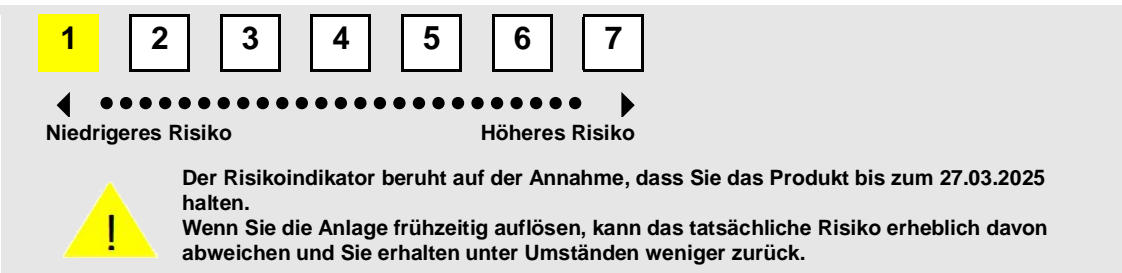 1 2 3 4 5 6 7
Niedrigeres Risiko Höheres Risiko
Der Risikoindikator beruht auf der Annahme, dass Sie das Produkt bis zum 27.03.2025
halten.
Wenn Sie die Anlage frühzeitig auflösen, kann das tatsächliche Risiko erheblich davon
abweichen und Sie erhalten unter Umständen weniger zurück.
!